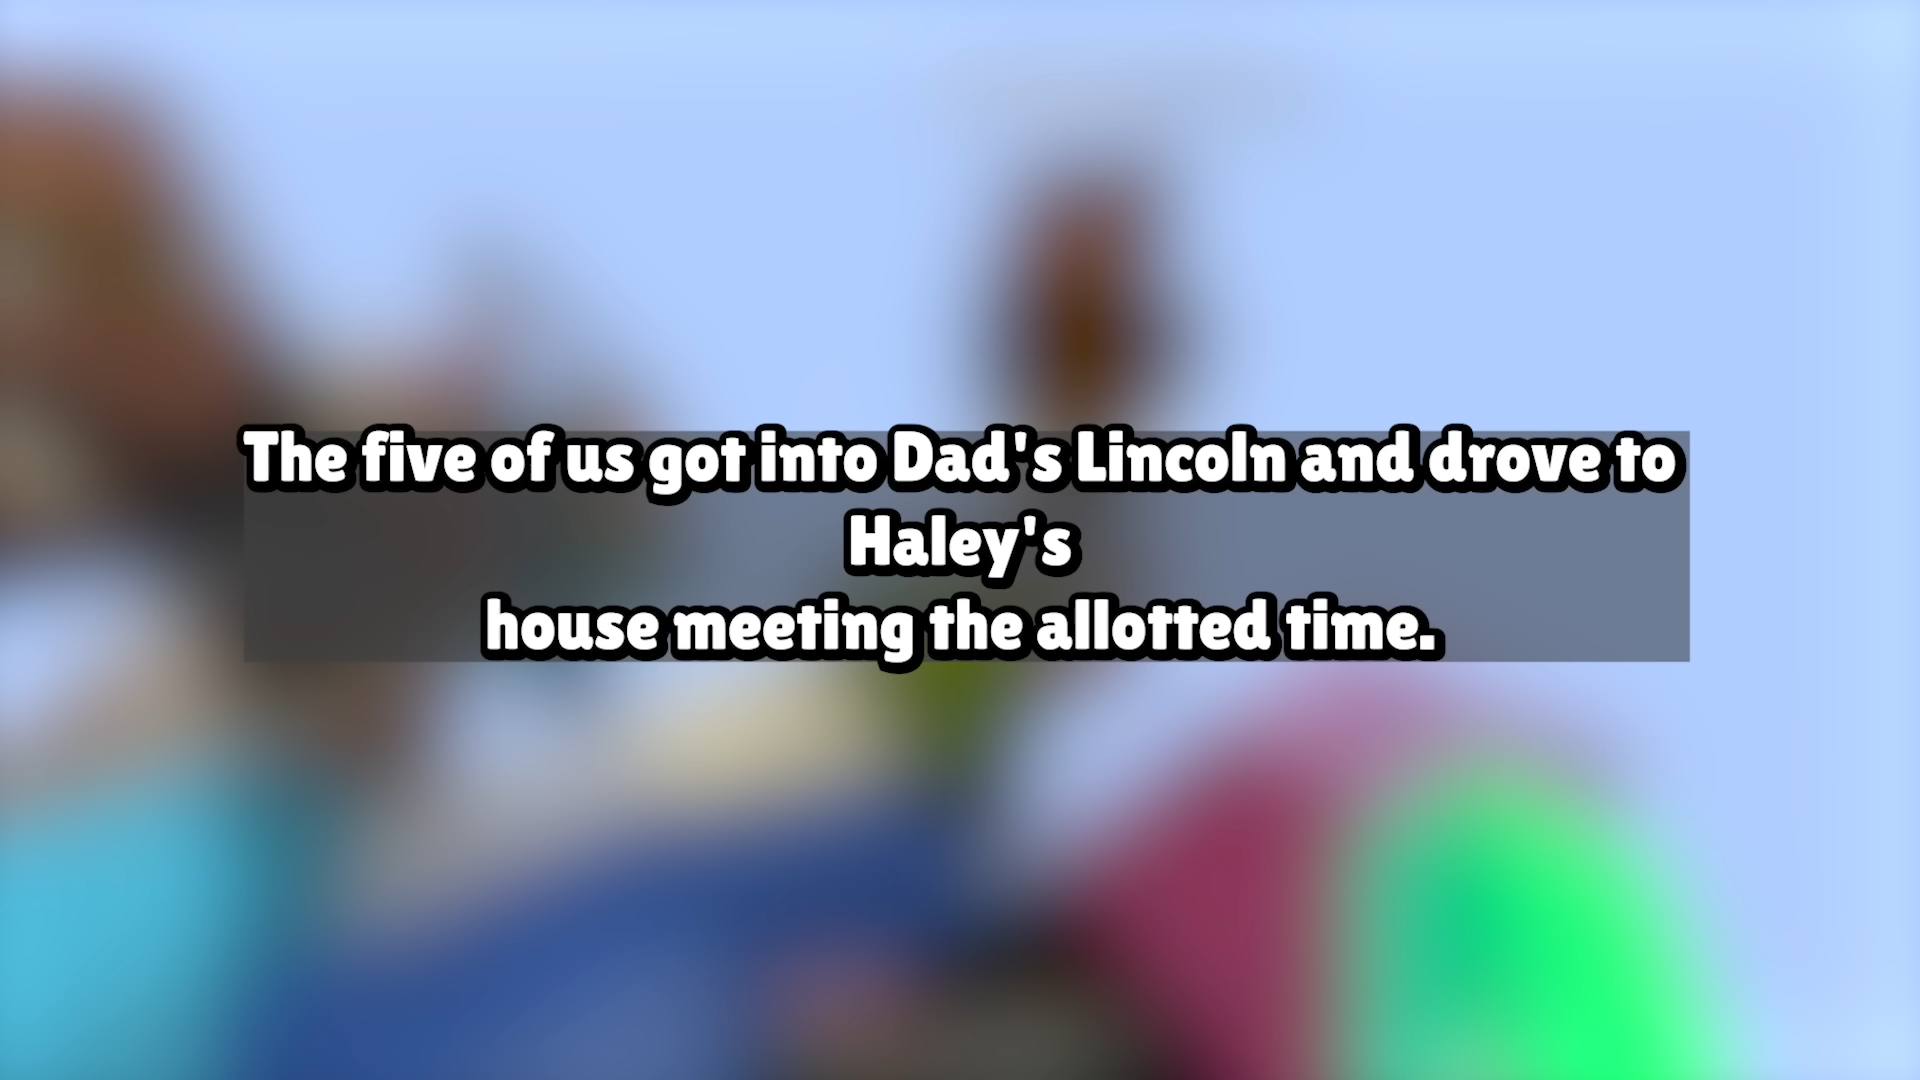 The five of us got into Dad's Lincoln and drove to
Haley's
house meeting the allotted time.